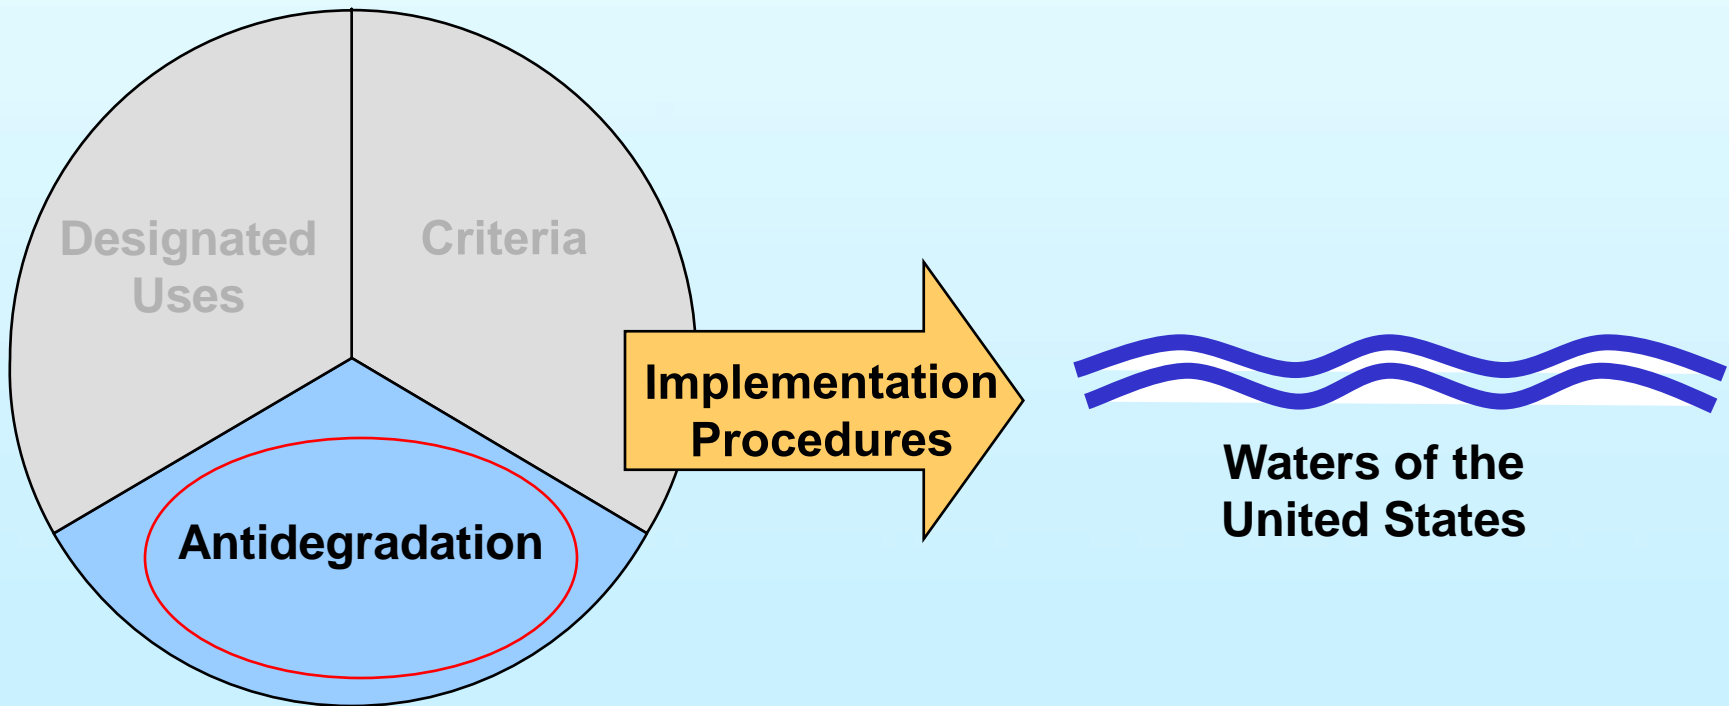 Designated
Uses
Criteria
Implementation
Procedures
Antidegradation
Waters of the
United States